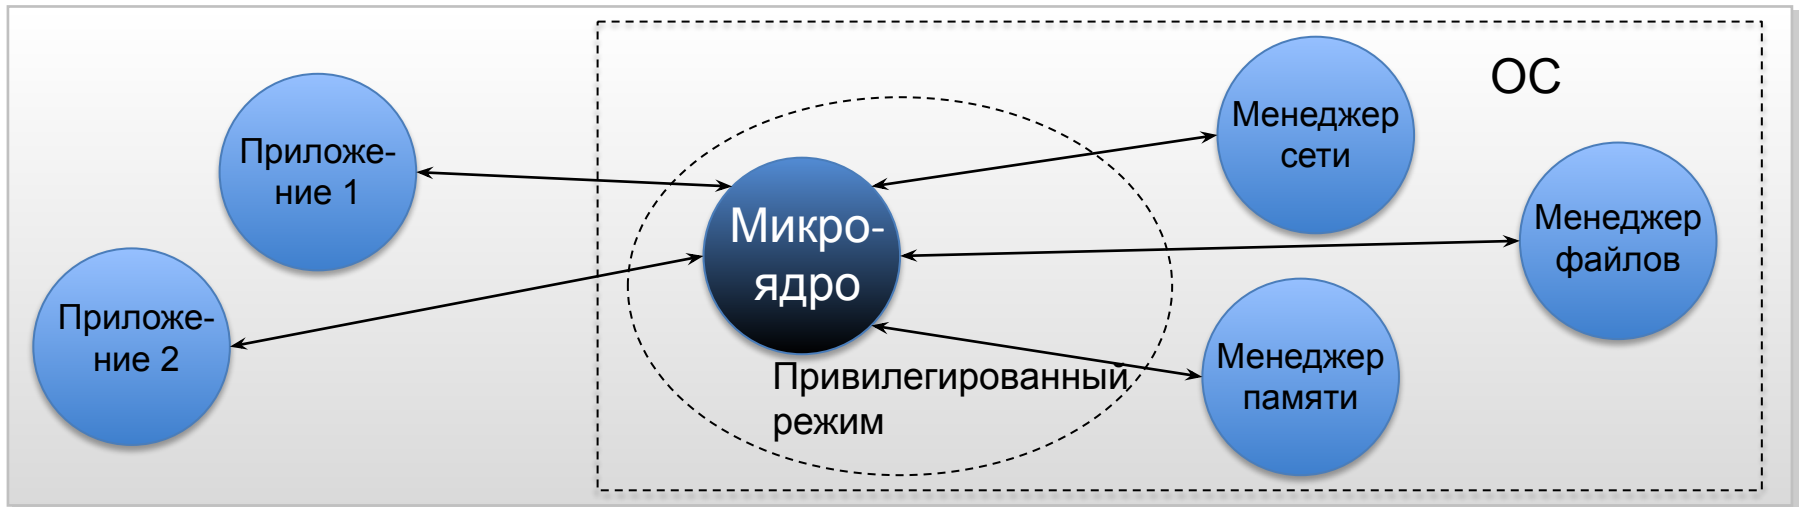 ОС
Приложе-
ние 1
Приложе-
ние 2
Микро-
ядро
Привилегированный
режим
Менеджер
сети
Менеджер
файлов
Менеджер
памяти